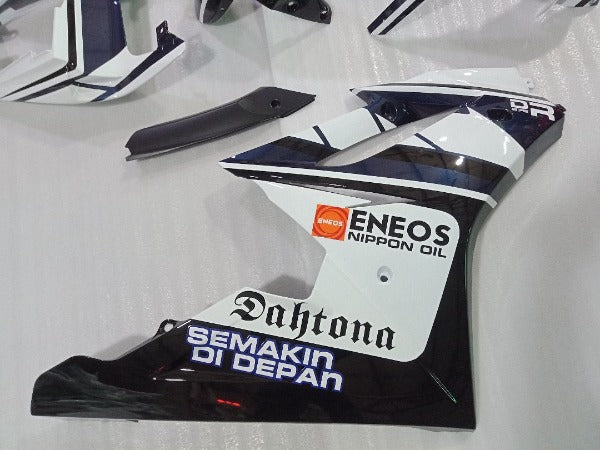 ENEOS
ENEOS
NIPPON OIL
Dahtona
SEMAKIN
DI DEPAN